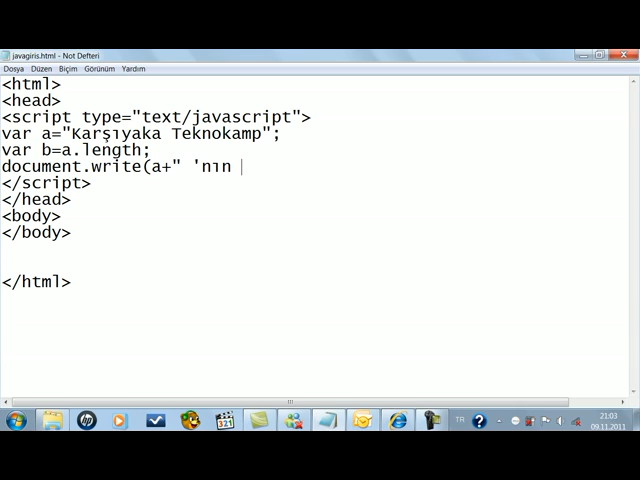 javagiris.html - Not Defteri
Dosya Düzen Biçim Görünüm Yardım
<html>
<head>
<script type="text/javascript">
var a="Karşıyaka Teknokamp";
var b=a.length;
document.write(a+" 'nın
</script>
</head>
<body>
</body>
</html>
321
TR
21:03
09.11.2011